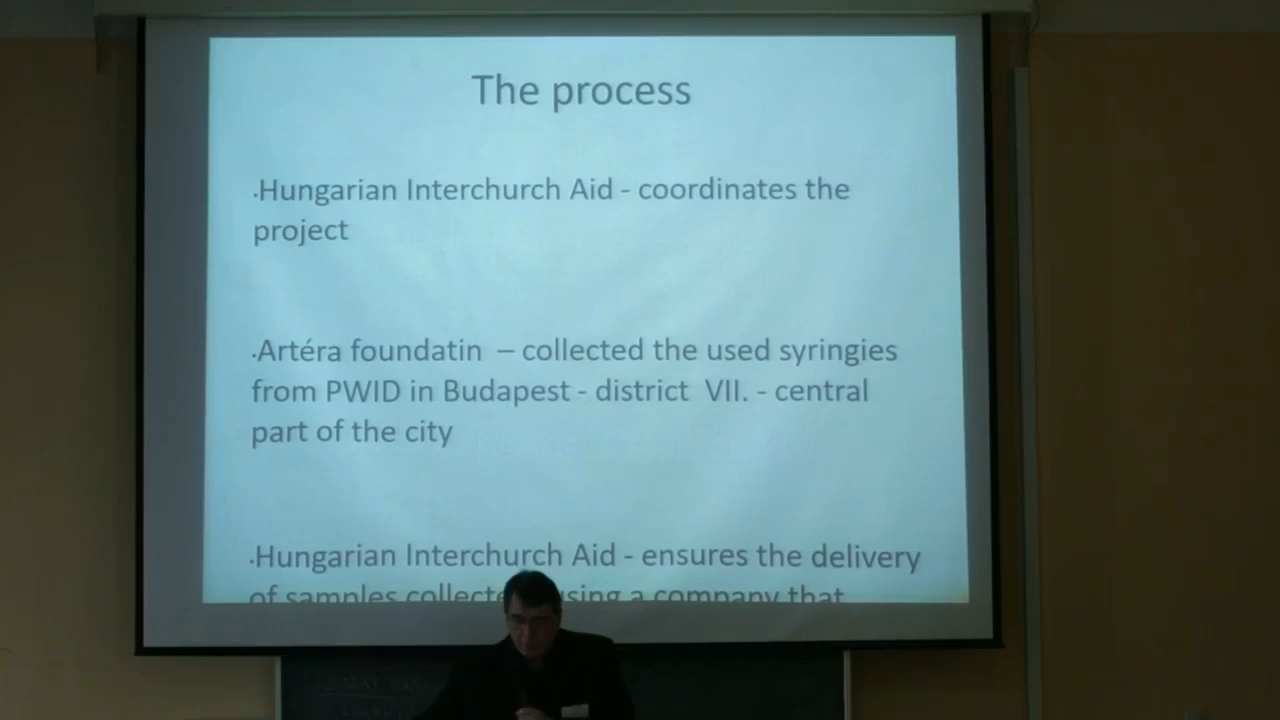 The process
·Hungarian Interchurch Aid - coordinates the
project
·Artéra foundatin – collected the used syringies
from PWID in Budapest - district VII. - central
part of the city
·Hungarian Interchurch Aid - ensures the delivery
of samples collected using a company that